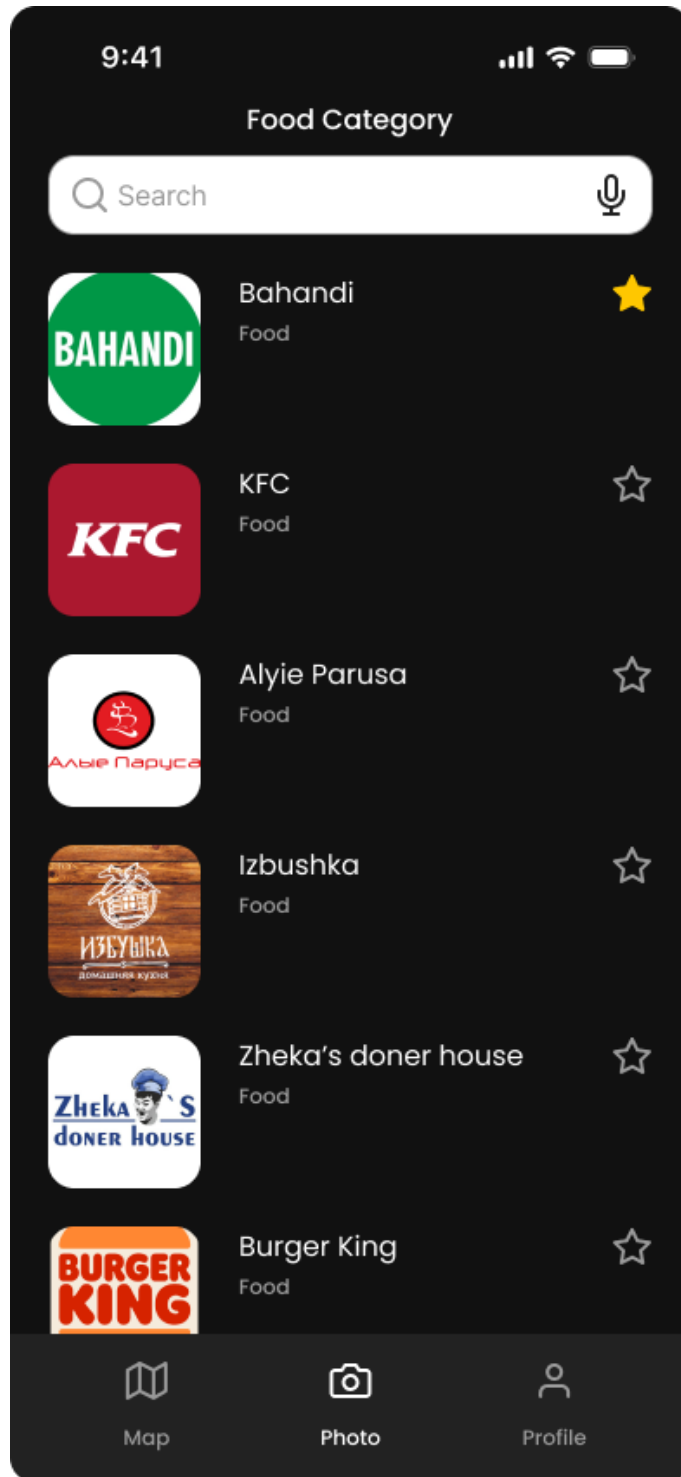 9:41
Food Category
Search
BAHANDI
Bahandi
Food
KFC
KFC
Food
Алые Паруса
Alyie Parusa
Food
ИЗБУШКА
домашняя кухня
Izbushka
Food
ZHEKA`S
DONER HOUSE
Zheka’s doner house
Food
BURGER
KING
Burger King
Food
Map
Photo
Profile